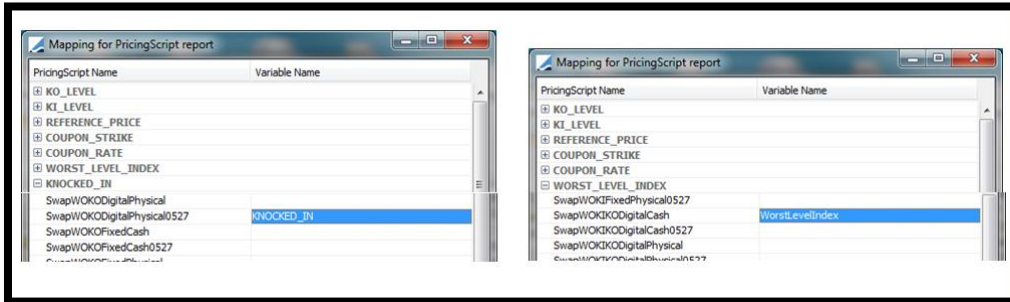 Mapping for PricingScript report
PricingScript Name Variable Name
KO_LEVEL
KI_LEVEL
REFERENCE_PRICE
COUPON_STRIKE
COUPON_RATE
WORST_LEVEL_INDEX
KNOCKED_IN
SwapWOKODigitalPhysical
SwapWOKODigitalPhysical0527 KNOCKED_IN
SwapWOKOFixedCash
SwapWOKOFixedCash0527
SwapWOKOFixedPhysical
Mapping for PricingScript report
PricingScript Name Variable Name
KO_LEVEL
KI_LEVEL
REFERENCE_PRICE
COUPON_STRIKE
COUPON_RATE
WORST_LEVEL_INDEX
SwapWOKIFixedPhysical0527
SwapWOKIKODigitalCash WorstLevelIndex
SwapWOKIKODigitalCash0527
SwapWOKIKODigitalPhysical
SwapWOKIKODigitalPhysical0527